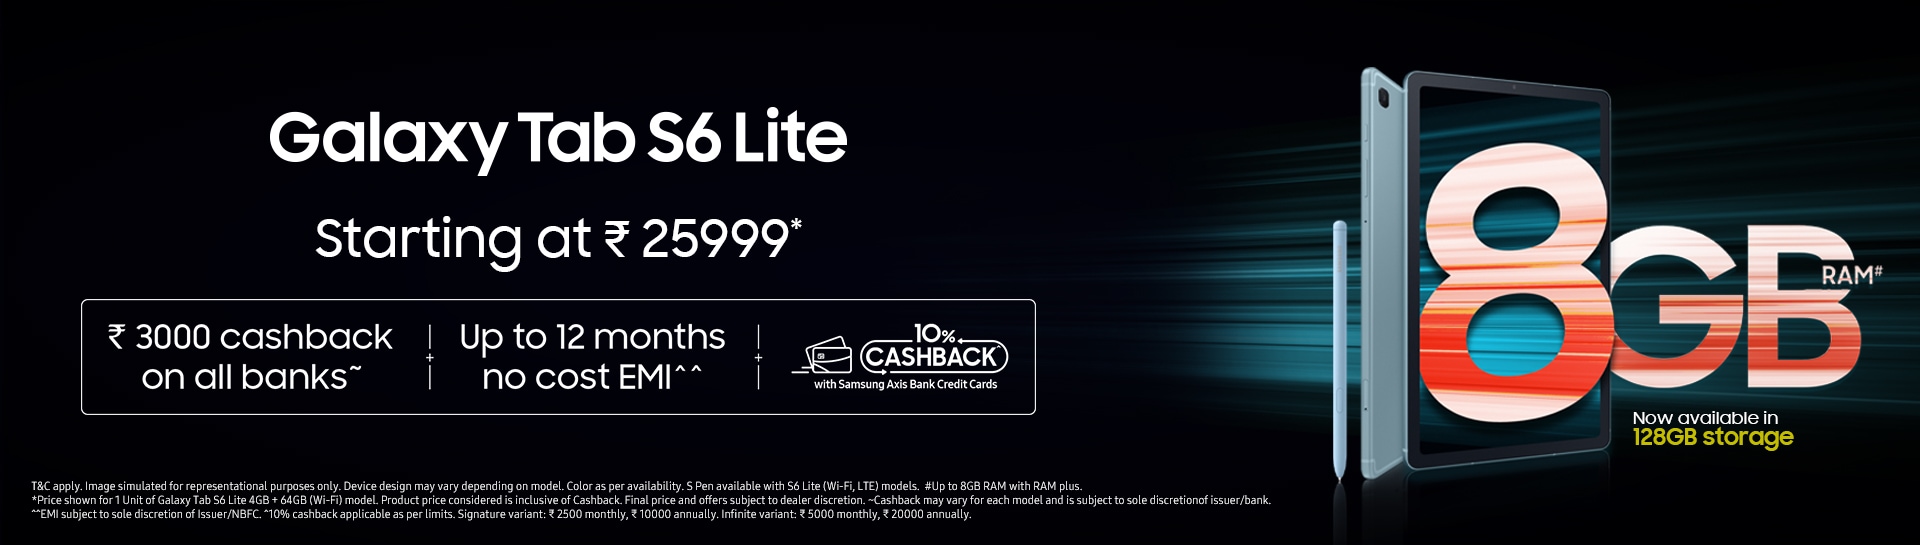 Galaxy Tab S6 Lite
Starting at ₹ 25999*
₹ 3000 cashback
on all banks~
+
Up to 12 months
no cost EMI^^
+
10%
CASHBACK^
with Samsung Axis Bank Credit Cards
8GB
RAM#
Now available in
128GB storage
T&C apply. Image simulated for representational purposes only. Device design may vary depending on model. Color as per availability. S Pen available with S6 Lite (Wi-Fi, LTE) models. #Up to 8GB RAM with RAM plus.
*Price shown for 1 Unit of Galaxy Tab S6 Lite 4GB + 64GB (Wi-Fi) model. Product price considered is inclusive of Cashback. Final price and offers subject to dealer discretion. ~Cashback may vary for each model and is subject to sole discretionof issuer/bank.
^^EMI subject to sole discretion of Issuer/NBFC. ^10% cashback applicable as per limits. Signature variant: ₹ 2500 monthly, ₹ 10000 annually. Infinite variant: ₹ 5000 monthly, ₹ 20000 annually.